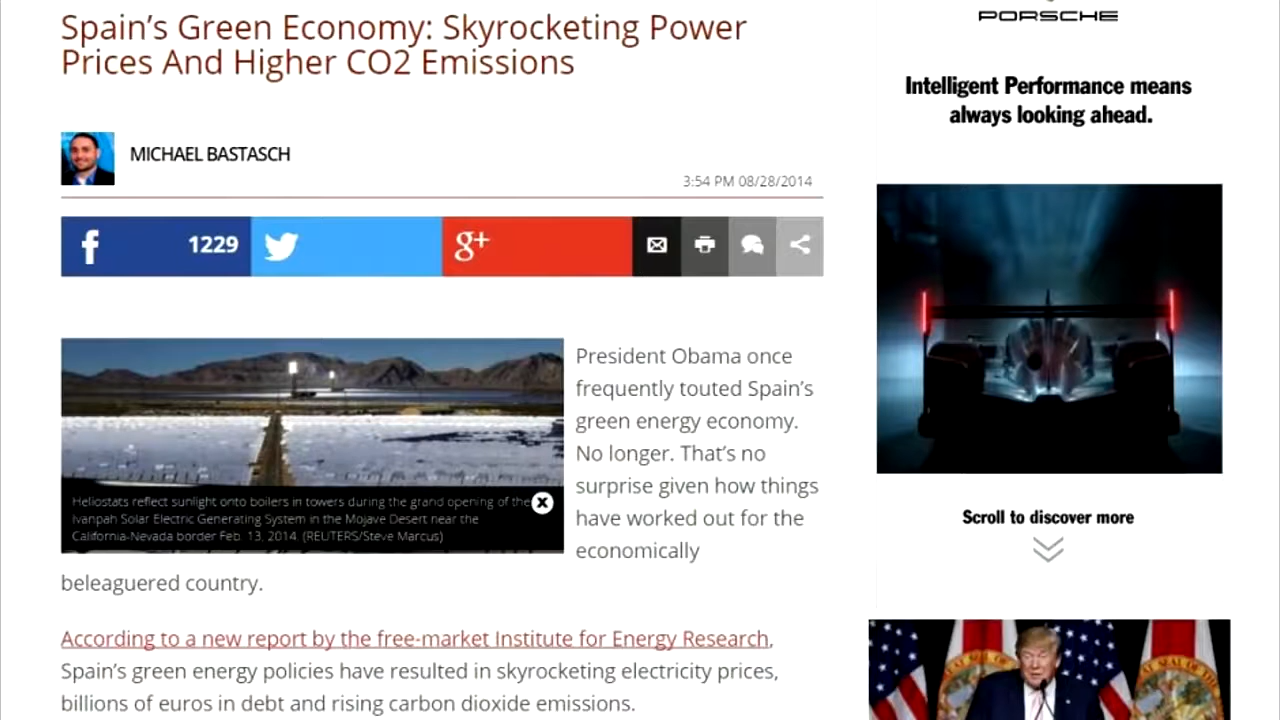 Spain's Green Economy: Skyrocketing Power
Prices And Higher CO2 Emissions
MICHAEL BASTASCH
3:54 PM 08/28/2014
1229
g+
Heliostats reflect sunlight onto boilers in towers during the grand opening of the
Ivanpah Solar Electric Generating System in the Mojave Desert near the
California-Nevada border Feb. 13, 2014. (REUTERS/Steve Marcus)
President Obama once
frequently touted Spain's
green energy economy.
No longer. That's no
surprise given how things
have worked out for the
economically
beleaguered country.
According to a new report by the free-market Institute for Energy Research,
Spain's green energy policies have resulted in skyrocketing electricity prices,
billions of euros in debt and rising carbon dioxide emissions.
PORSCHE
Intelligent Performance means
always looking ahead.
Scroll to discover more